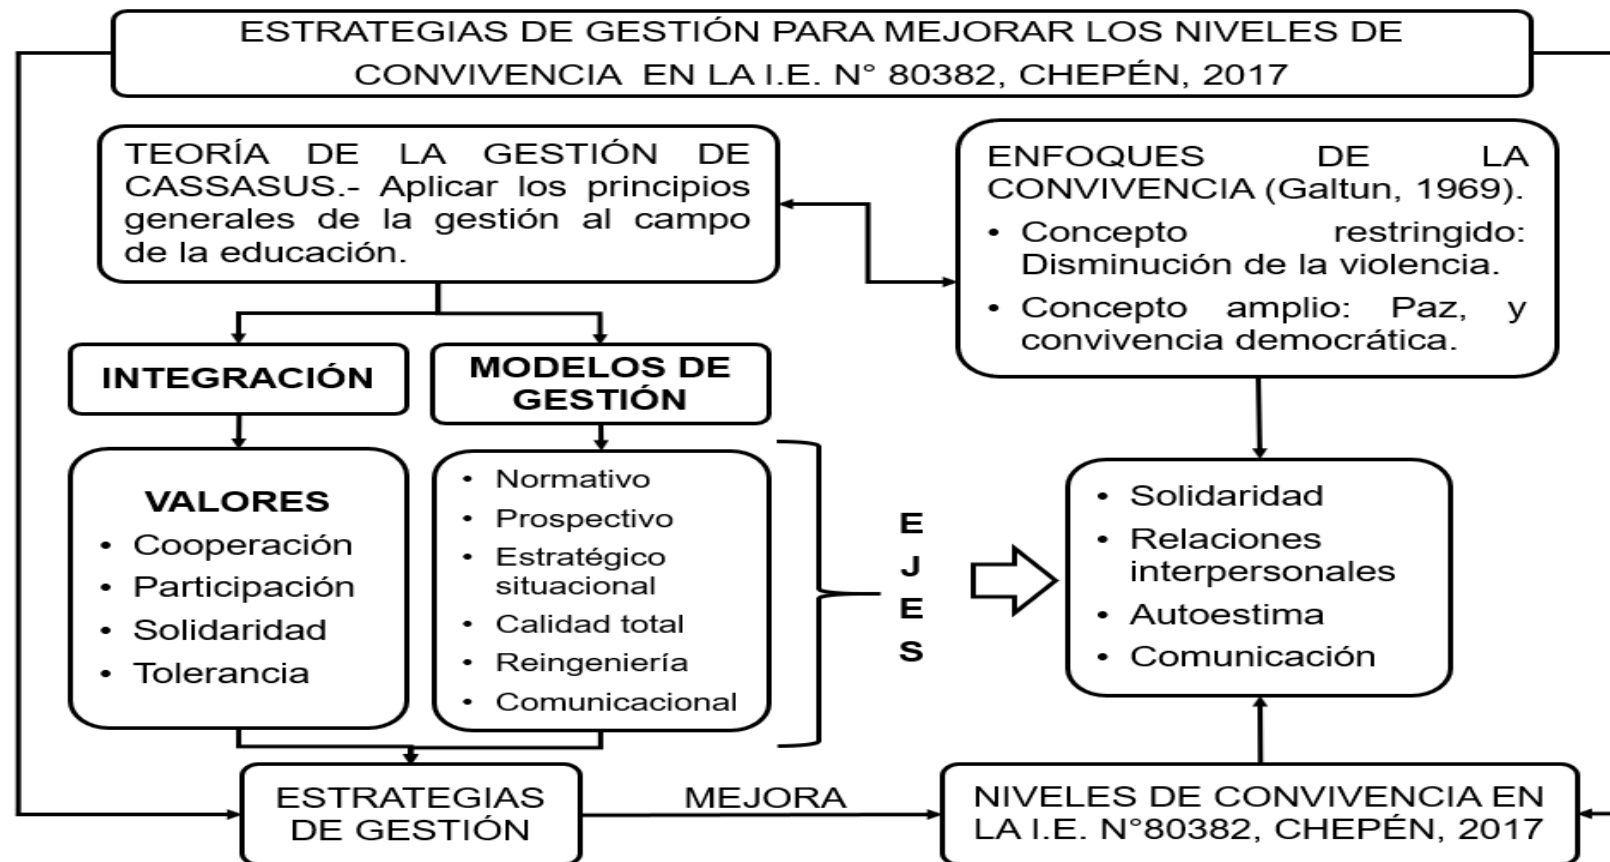 ESTRATEGIAS DE GESTIÓN PARA MEJORAR LOS NIVELES DE
CONVIVENCIA EN LA I.E. N° 80382, CHEPÉN, 2017
TEORÍA DE LA GESTIÓN DE
CASSASUS.- Aplicar los principios
generales de la gestión al campo
de la educación.
ENFOQUES DE LA
CONVIVENCIA (Galtun, 1969).
• Concepto restringido:
Disminución de la violencia.
• Concepto amplio: Paz, y
convivencia democrática.
INTEGRACIÓN
MODELOS DE
GESTIÓN
VALORES
• Cooperación
• Participación
• Solidaridad
• Tolerancia
• Normativo
• Prospectivo
• Estratégico
situacional
• Calidad total
• Reingeniería
• Comunicacional
E
J
E
S
• Solidaridad
• Relaciones
interpersonales
• Autoestima
• Comunicación
ESTRATEGIAS
DE GESTIÓN
MEJORA
NIVELES DE CONVIVENCIA EN
LA I.E. N°80382, CHEPÉN, 2017